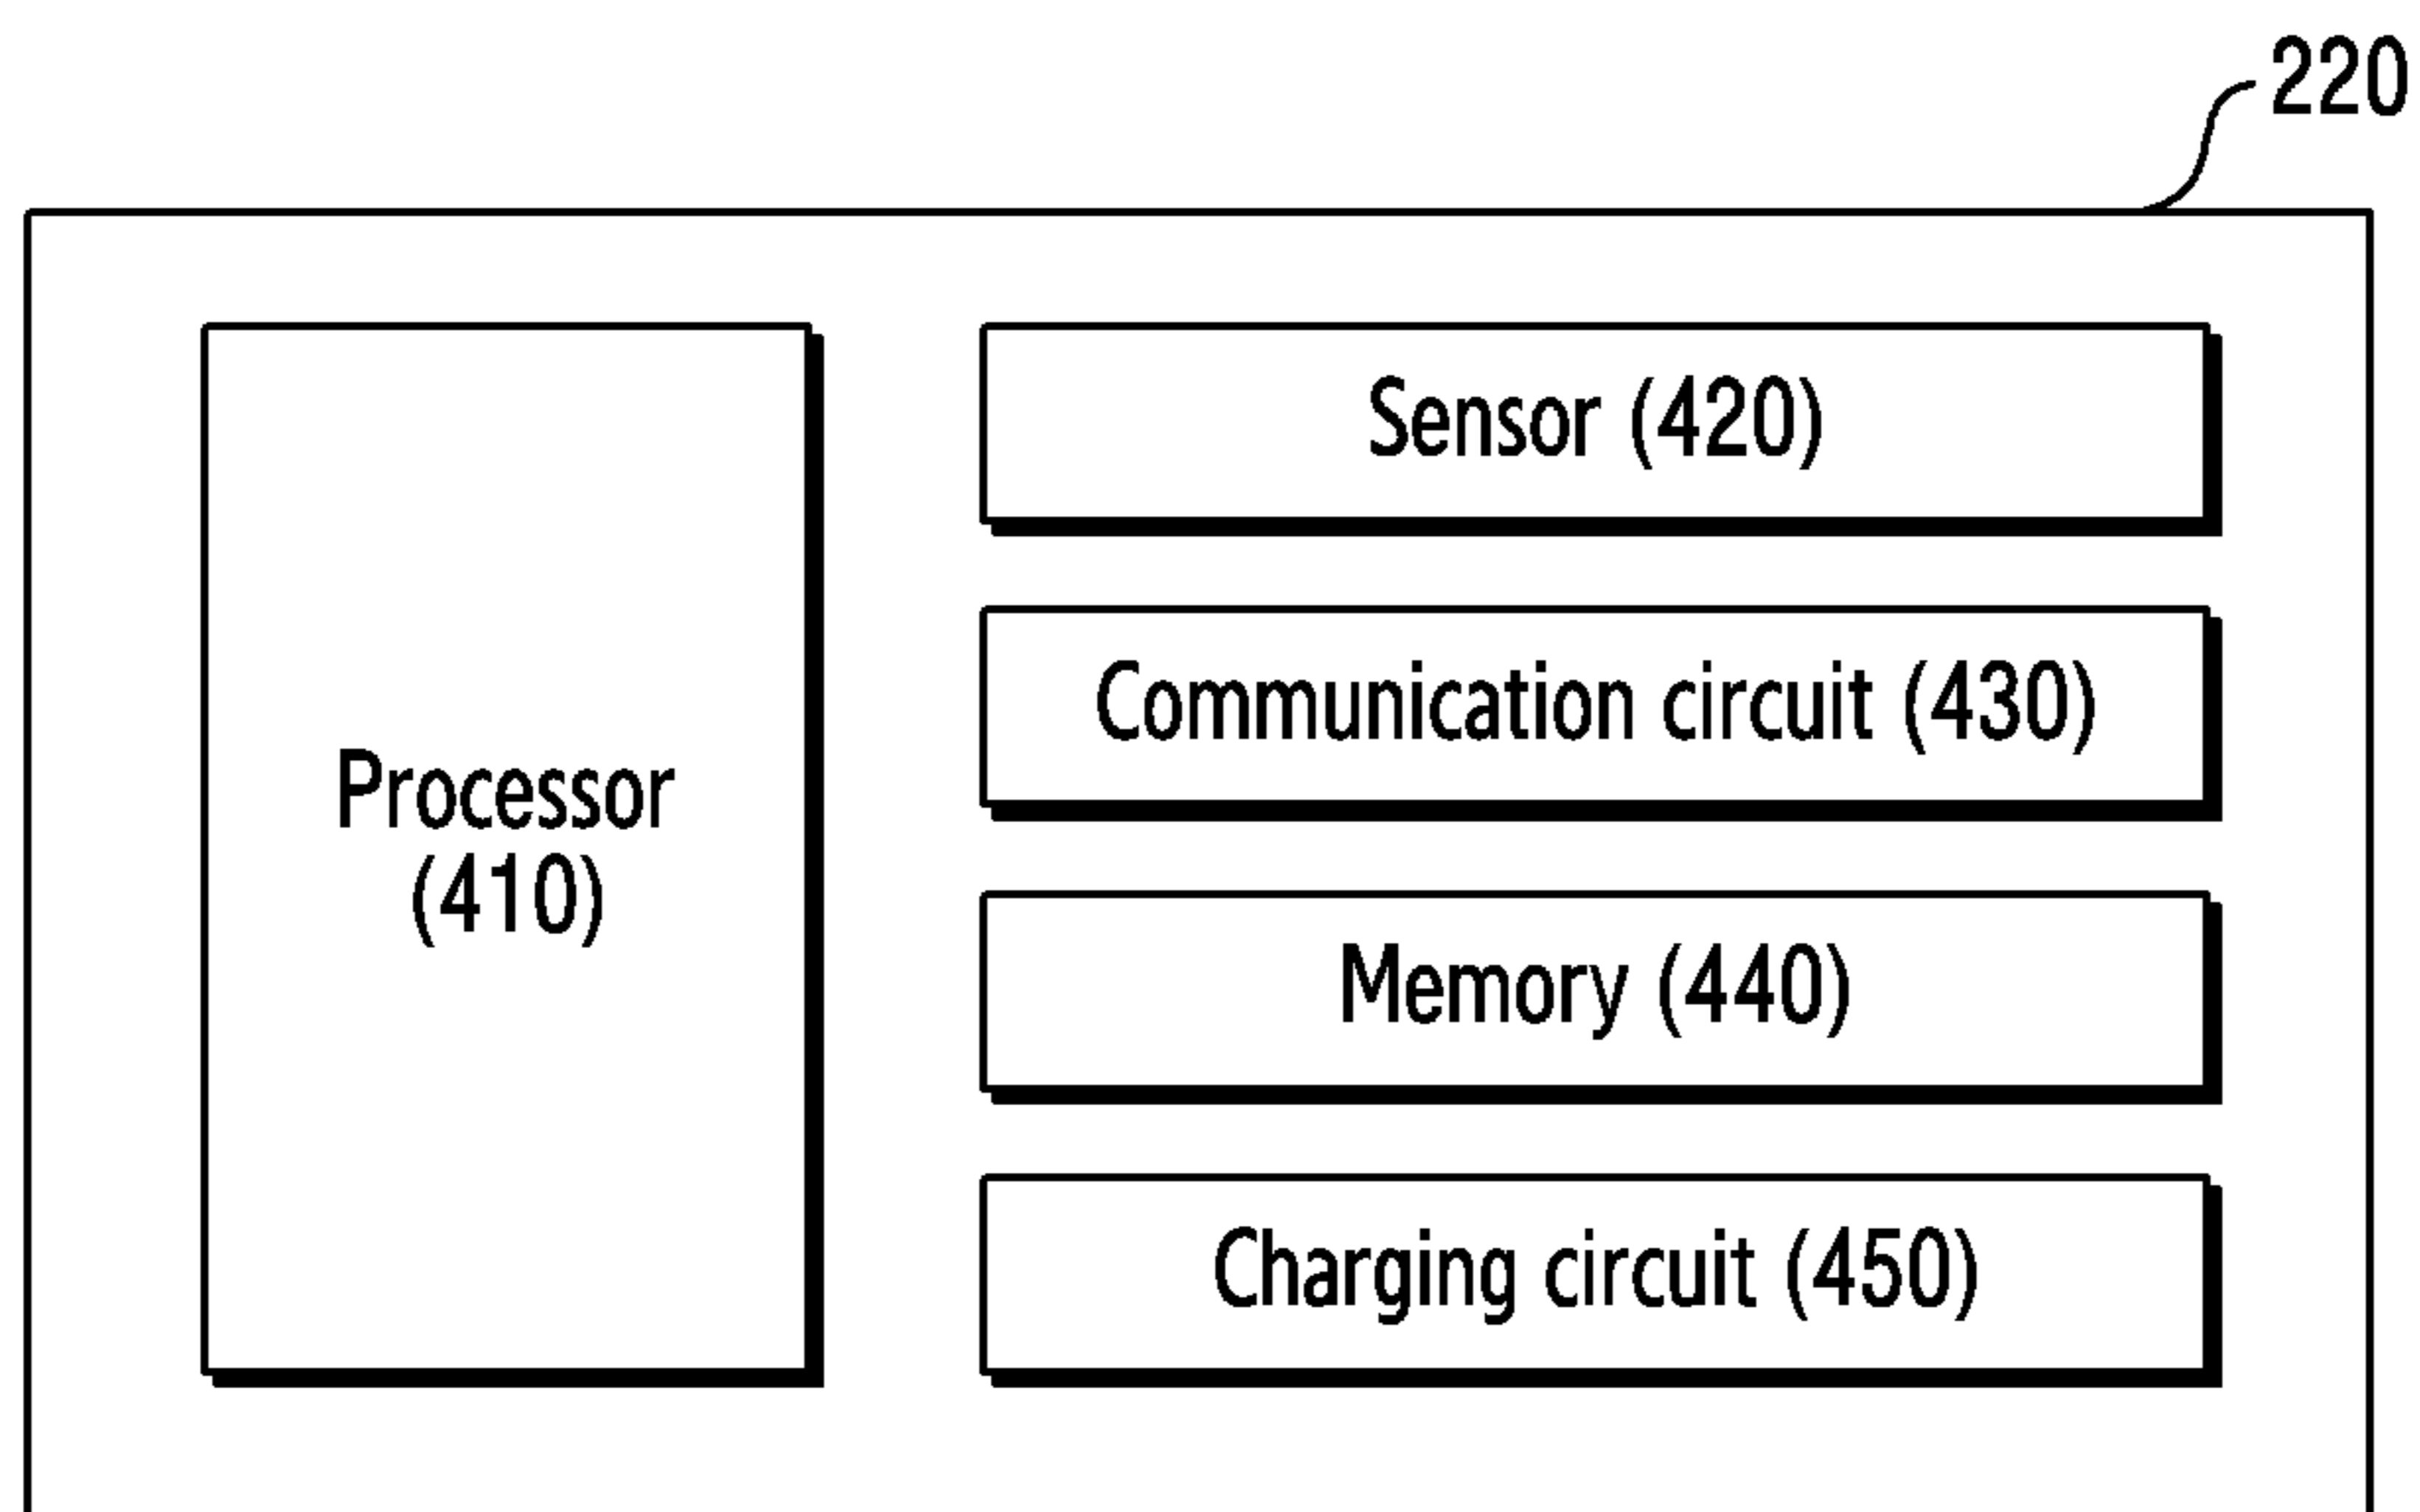 220
Processor
(410)
Sensor (420)
Communication circuit (430)
Memory (440)
Charging circuit (450)